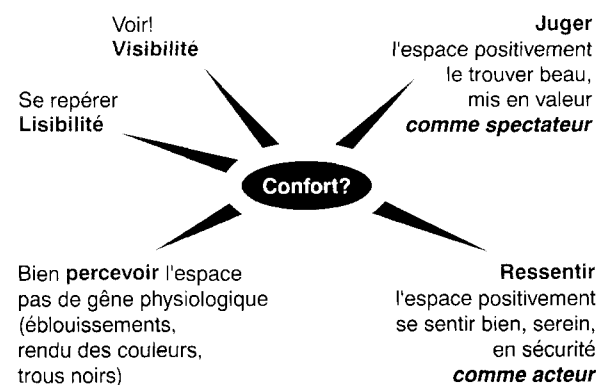 Voir!
Visibilité
Se repérer
Lisibilité
Juger
l'espace positivement
le trouver beau,
mis en valeur
comme spectateur
Confort?
Bien percevoir l'espace
pas de gêne physiologique
(éblouissements,
rendu des couleurs,
trous noirs)
Ressentir
l'espace positivement
se sentir bien, serein,
en sécurité
comme acteur